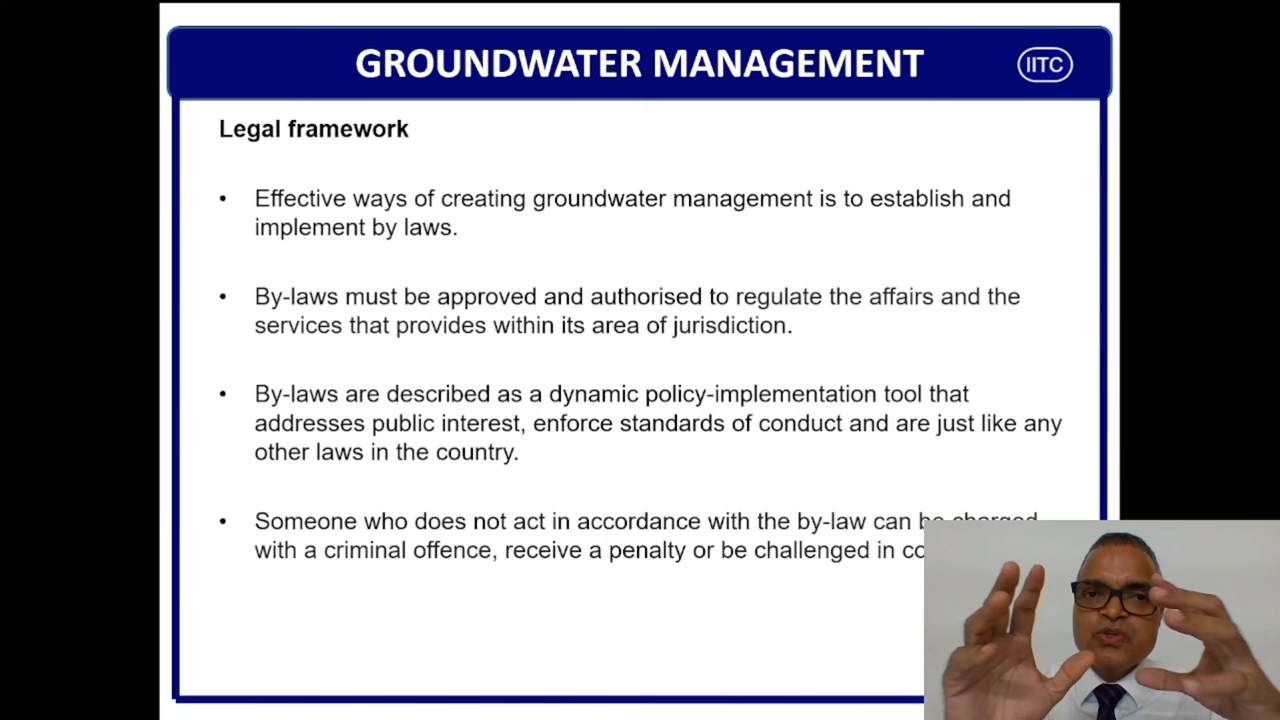 GROUNDWATER MANAGEMENT
IITC
Legal framework
• Effective ways of creating groundwater management is to establish and
implement by laws.
• By-laws must be approved and authorised to regulate the affairs and the
services that provides within its area of jurisdiction.
• By-laws are described as a dynamic policy-implementation tool that
addresses public interest, enforce standards of conduct and are just like any
other laws in the country.
• Someone who does not act in accordance with the by-law can be charged
with a criminal offence, receive a penalty or be challenged in